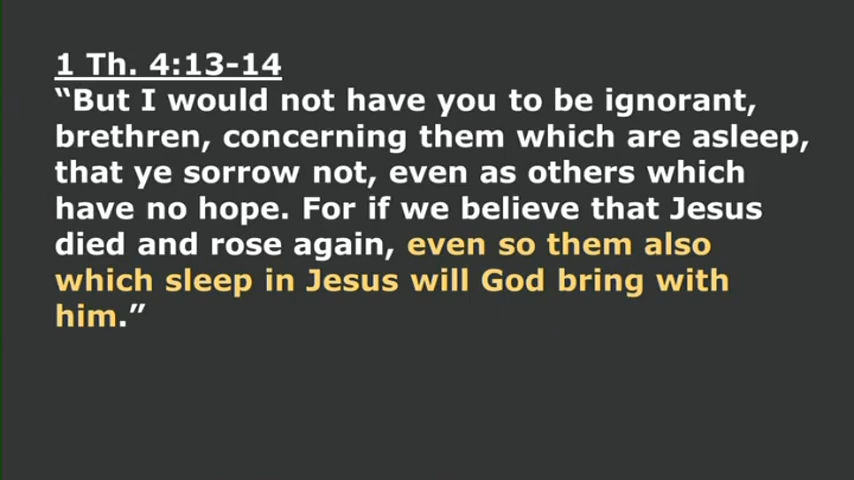 1 Th. 4:13-14
“But I would not have you to be ignorant,
brethren, concerning them which are asleep,
that ye sorrow not, even as others which
have no hope. For if we believe that Jesus
died and rose again, even so them also
which sleep in Jesus will God bring with
him.”